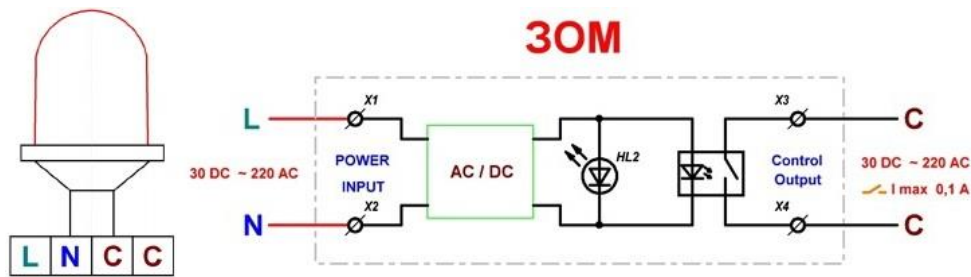 ЗОМ
L
X1
X3
C
30 DC ~ 220 AC
POWER
INPUT
AC / DC
HL2
Control
Output
30 DC ~ 220 AC
I max 0,1 A
N
X2
X4
C
L N C C